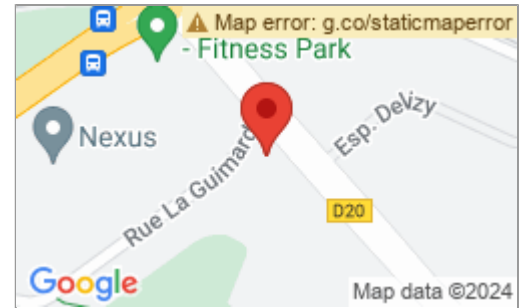 Map error: g.co/staticmaperror
- Fitness Park
Nexus
Esp. Delizy
Rue La Guimard
D20
Google
Map data ©2024